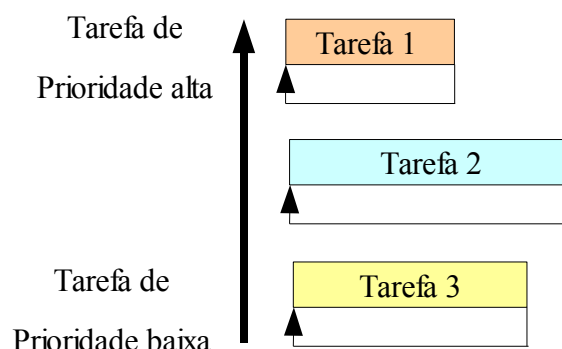 Tarefa de
Prioridade alta
Tarefa 1
Tarefa 2
Tarefa de
Prioridade baixa
Tarefa 3